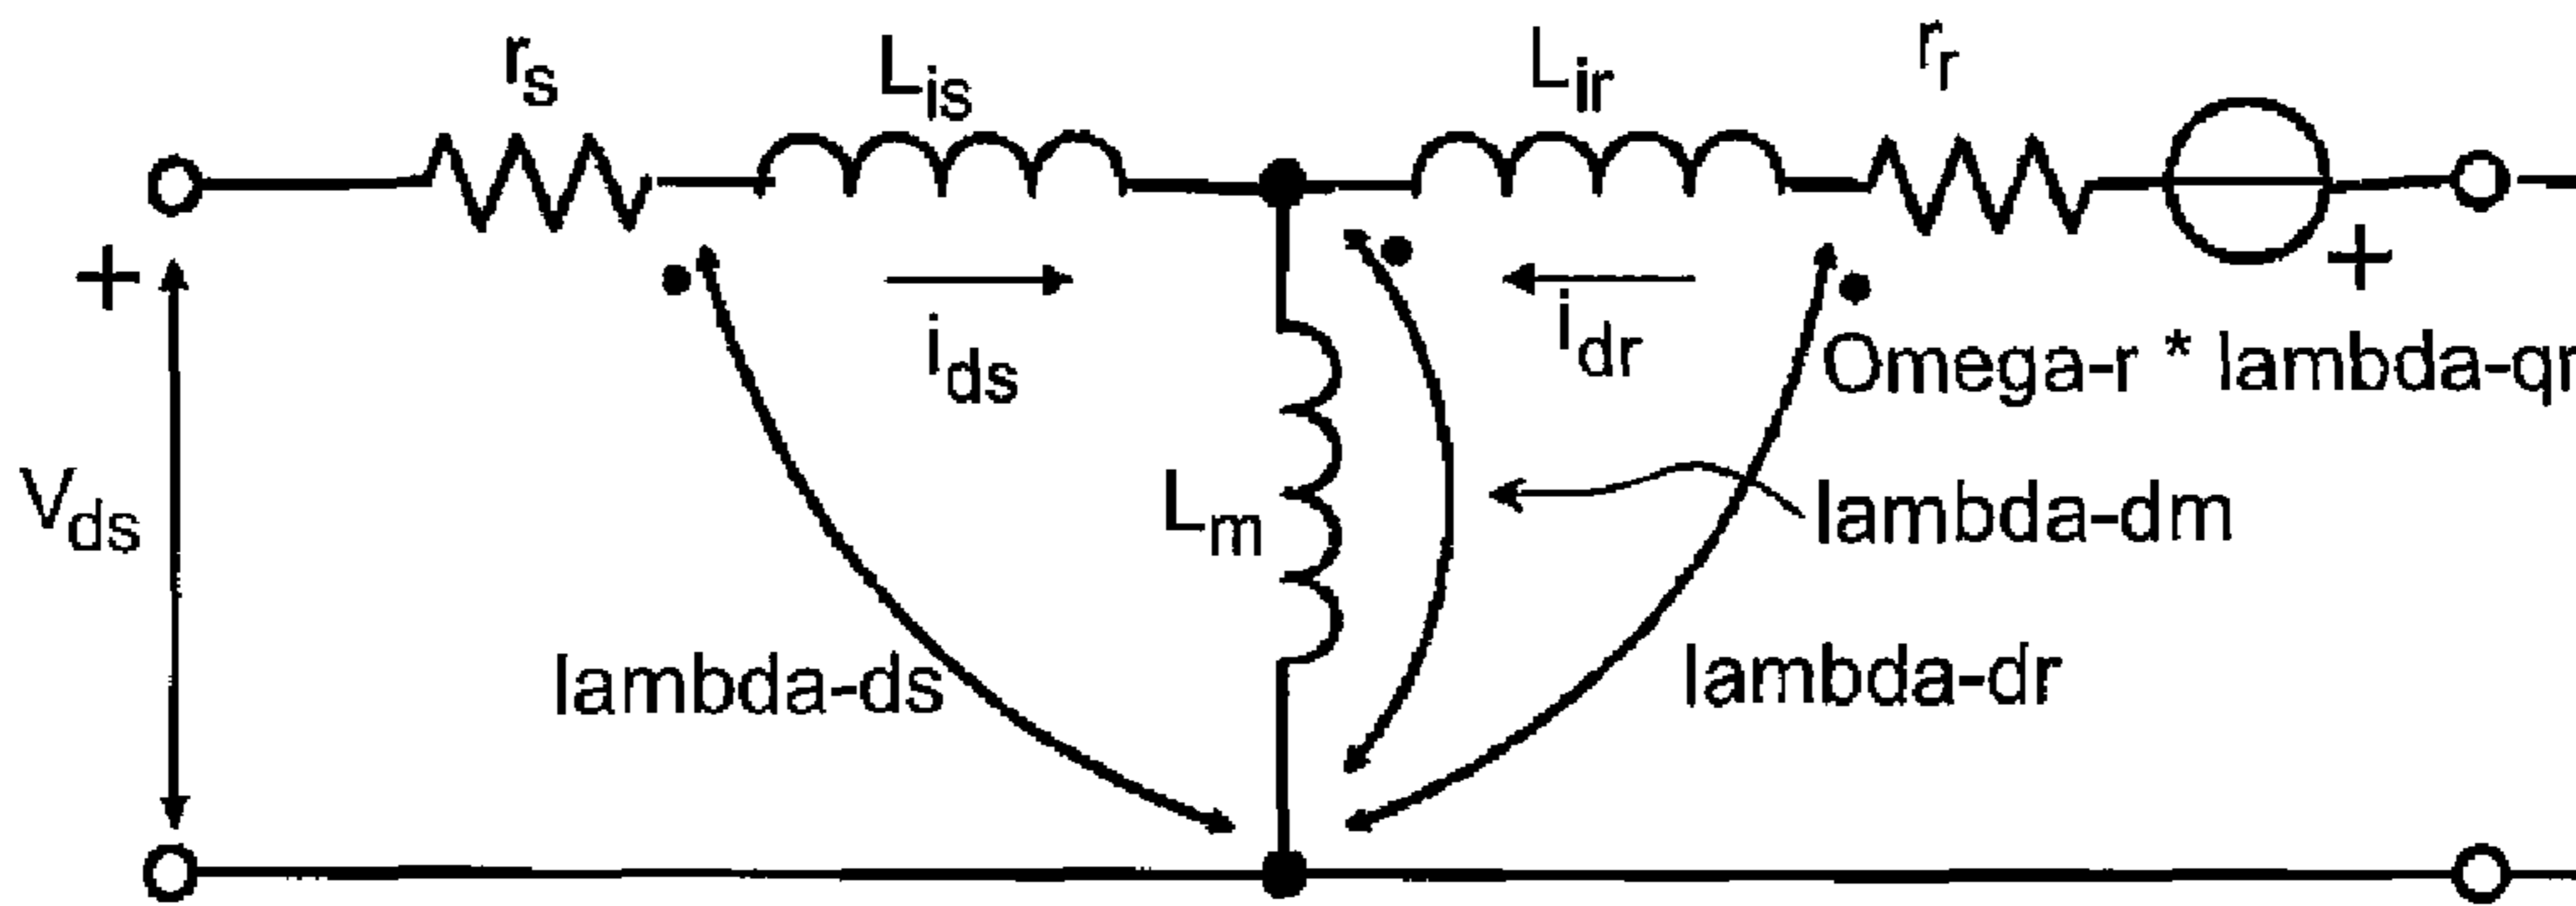 r_s
L_is
L_ir
r_r
+
+
i_ds
i_dr
Omega-r * lambda-qr
V_ds
L_m
lambda-dm
lambda-ds
lambda-dr